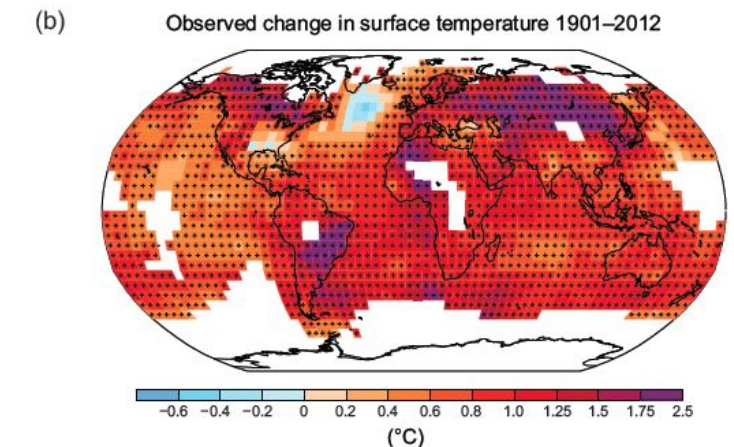 (b)
Observed change in surface temperature 1901–2012
−0.6 −0.4 −0.2 0 0.2 0.4 0.6 0.8 1.0 1.25 1.5 1.75 2.5
(°C)